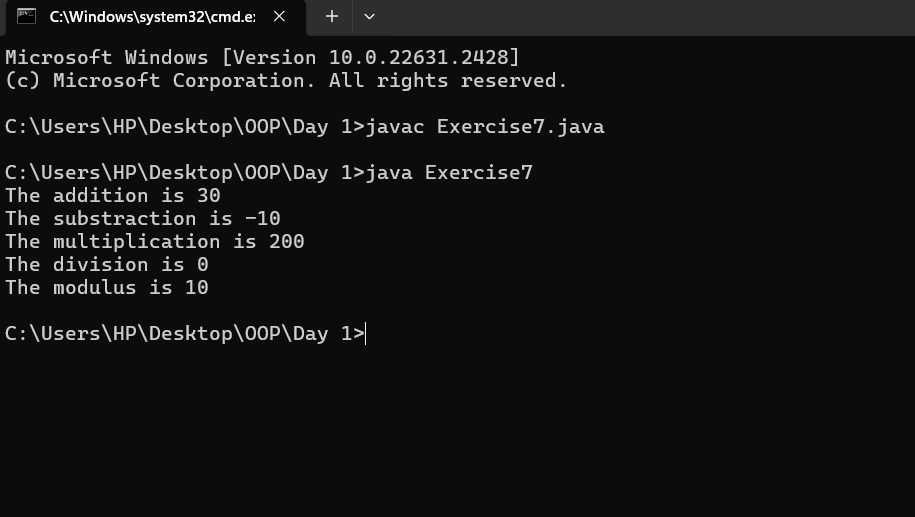 C:\Windows\system32\cmd.e
Microsoft Windows [Version 10.0.22631.2428]
(c) Microsoft Corporation. All rights reserved.
C:\Users\HP\Desktop\OOP\Day 1>javac Exercise7.java
C:\Users\HP\Desktop\OOP\Day 1>java Exercise7
The addition is 30
The substraction is -10
The multiplication is 200
The division is 0
The modulus is 10
C:\Users\HP\Desktop\OOP\Day 1>